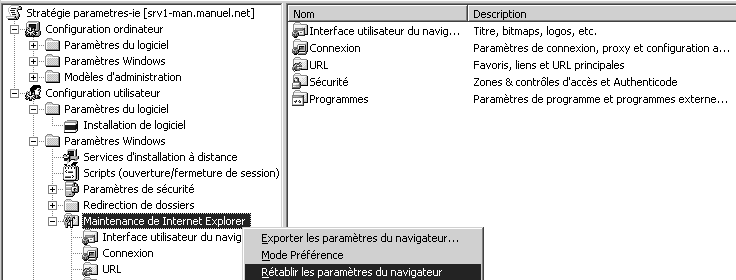 Stratégie parametres-ie [srv1-man.manuel.net]
Configuration ordinateur
Paramètres du logiciel
Paramètres Windows
Modèles d'administration
Configuration utilisateur
Paramètres du logiciel
Installation de logiciel
Paramètres Windows
Services d'installation à distance
Scripts (ouverture/fermeture de session)
Paramètres de sécurité
Redirection de dossiers
Maintenance de Internet Explorer
Interface utilisateur du navig
Connexion
URL
Exporter les paramètres du navigateur...
Mode Préférence
Rétablir les paramètres du navigateur
Nom Description
Interface utilisateur du navig... Titre, bitmaps, logos, etc.
Connexion Paramètres de connexion, proxy et configuration a...
URL Favoris, liens et URL principales
Sécurité Zones & contrôles d'accès et Authenticode
Programmes Paramètres de programme et programmes externe...